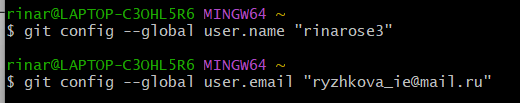 rinar@LAPTOP-C3OHL5R6 MINGW64 ~
$ git config --global user.name "rinarose3"
rinar@LAPTOP-C3OHL5R6 MINGW64 ~
$ git config --global user.email "ryzhkova_ie@mail.ru"